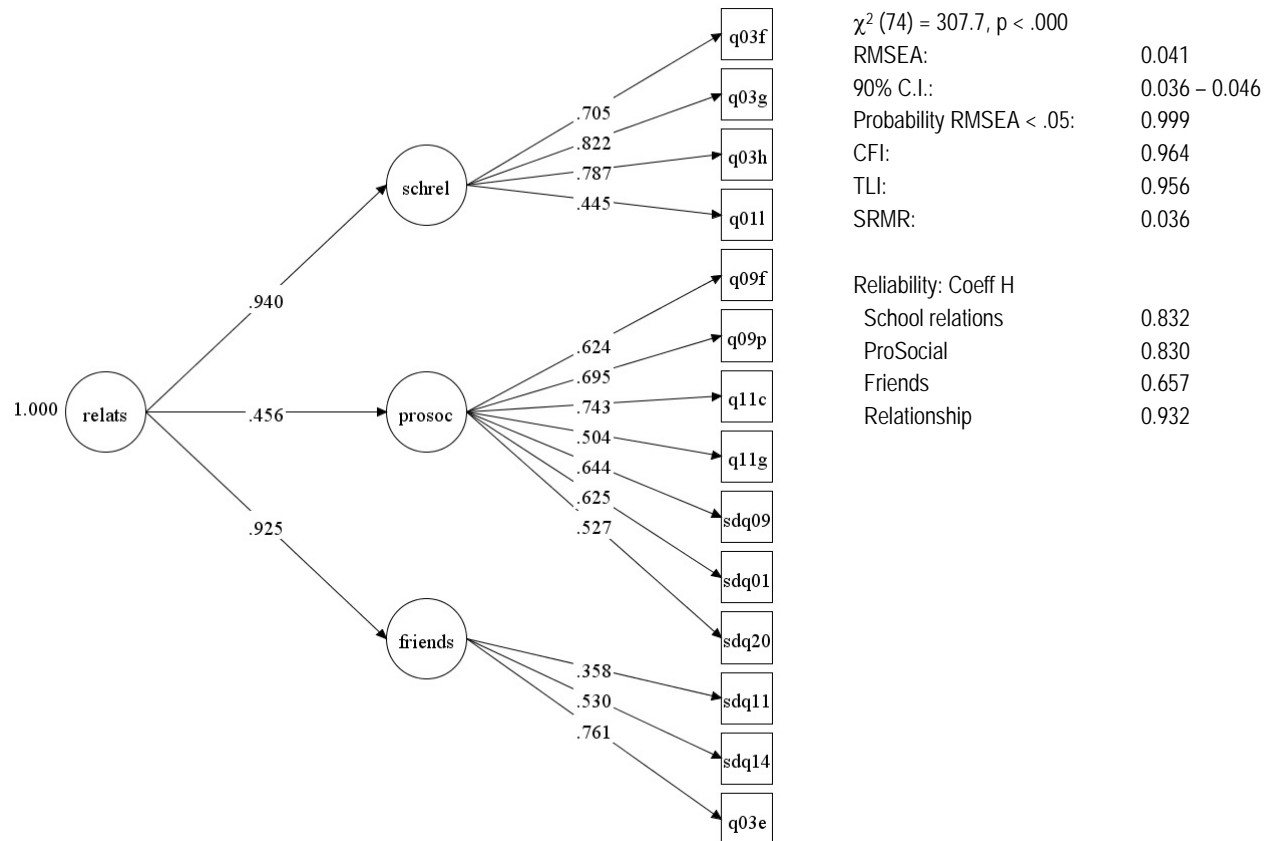 q03f
q03g
q03h
q01l
q09f
q09p
q11c
q11g
sdq09
sdq01
sdq20
sdq11
sdq14
q03e
.705
.822
.787
.445
schrel
.940
.624
.695
.743
.504
.644
.625
.527
1.000 relats
.456
prosoc
.925
friends
.358
.530
.761
χ² (74) = 307.7, p < .000
RMSEA: 0.041
90% C.I.: 0.036 – 0.046
Probability RMSEA < .05: 0.999
CFI: 0.964
TLI: 0.956
SRMR: 0.036
Reliability: Coeff H
School relations 0.832
ProSocial 0.830
Friends 0.657
Relationship 0.932